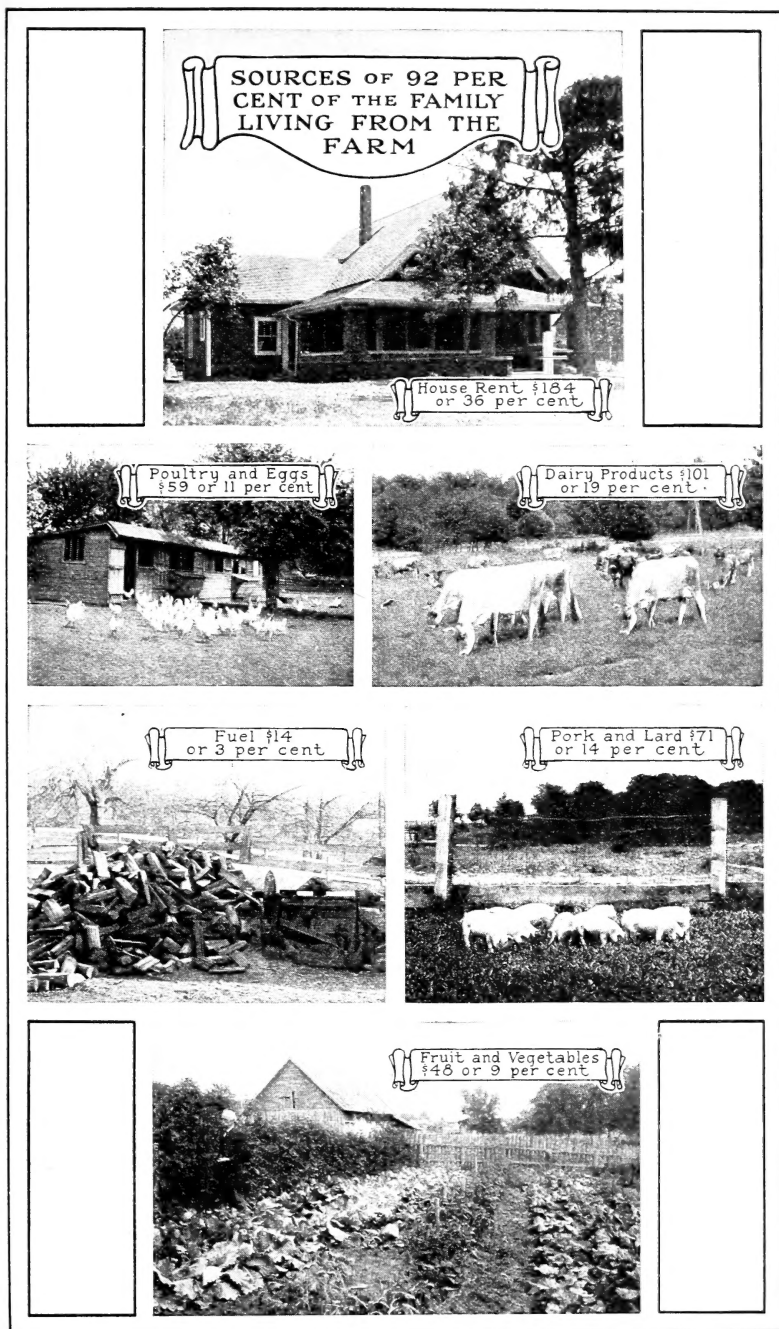 SOURCES OF 92 PER
CENT OF THE FAMILY
LIVING FROM THE
FARM
House Rent $184
or 36 per cent
Poultry and Eggs
$59 or 11 per cent
Dairy Products $101
or 19 per cent.
Fuel $14
or 3 per cent
Pork and Lard $71
or 14 per cent
Fruit and Vegetables
$48 or 9 per cent